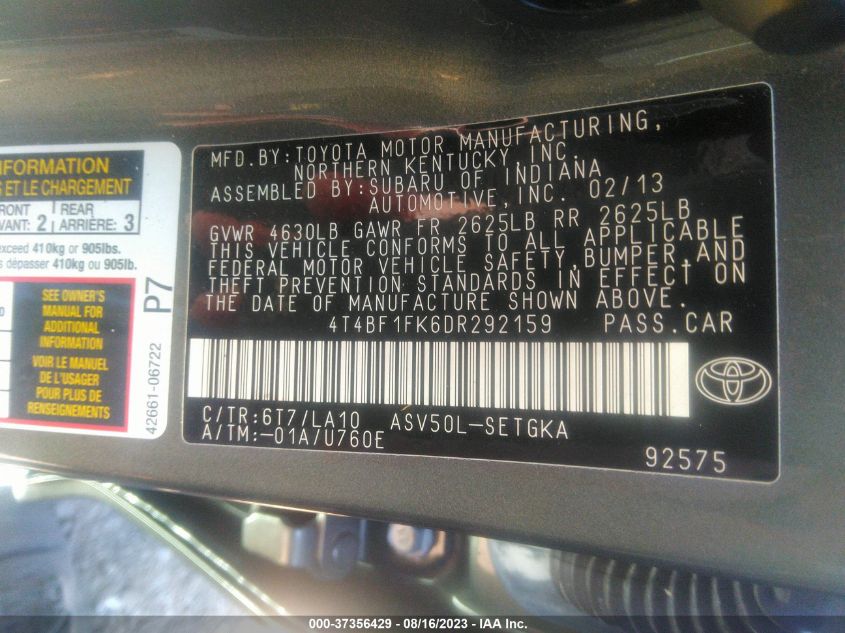 NFORMATION
S ET LE CHARGEMENT
FRONT
VANT: 2
REAR
ARRIÈRE: 3
exceed 410kg or 905lbs.
s dépasser 410kg ou 905lb.
SEE OWNER'S
MANUAL FOR
ADDITIONAL
INFORMATION
VOIR LE MANUEL
DE L'USAGER
POUR PLUS DE
RENSEIGNEMENTS
P7
42661-06722
MFD.BY:TOYOTA MOTOR MANUFACTURING,
NORTHERN KENTUCKY, INC.
ASSEMBLED BY:SUBARU OF INDIANA
AUTOMOTIVE,INC. 02/13
GVWR 4630LB GAWR FR 2625LB RR 2625LB
THIS VEHICLE CONFORMS TO ALL APPLICABLE
FEDERAL MOTOR VEHICLE SAFETY,BUMPER,AND
THEFT PREVENTION STANDARDS IN EFFECT ON
THE DATE OF MANUFACTURE SHOWN ABOVE.
4T4BF1FK6DR292159 PASS.CAR
C/TR:6T7/LA10 ASV50L-SETGKA
A/TM:-01A/U760E
92575
000-37356429 - 08/16/2023 - IAA Inc.